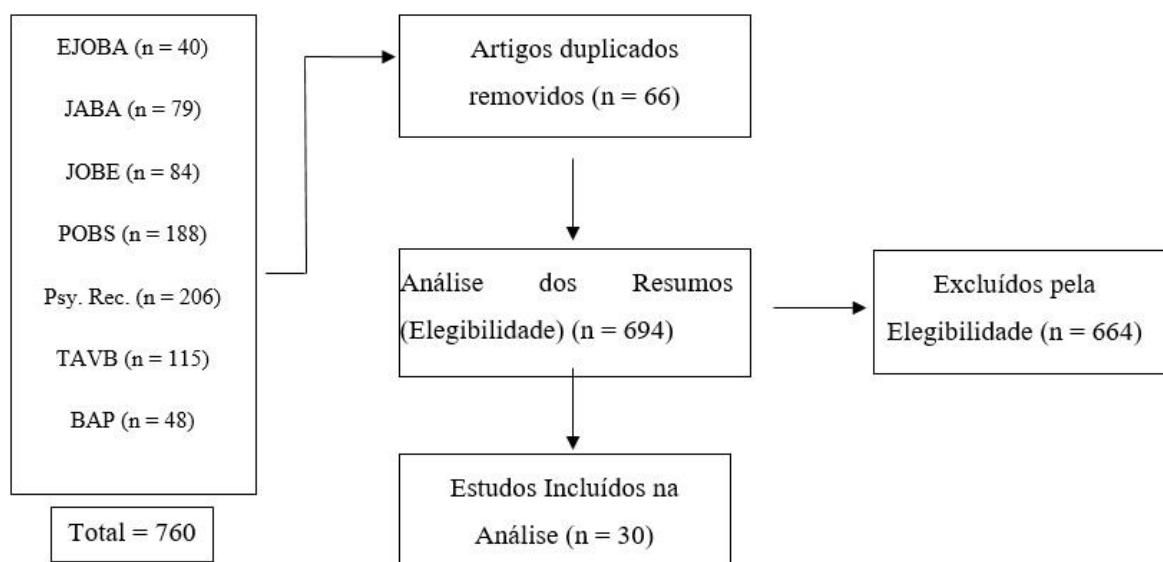 EJOBA (n = 40)
JABA (n = 79)
JOBE (n = 84)
POBS (n = 188)
Psy. Rec. (n = 206)
TAVB (n = 115)
BAP (n = 48)
Total = 760
Artigos duplicados
removidos (n = 66)
Análise dos Resumos
(Elegibilidade) (n = 694)
Excluídos pela
Elegibilidade (n = 664)
Estudos Incluídos na
Análise (n = 30)